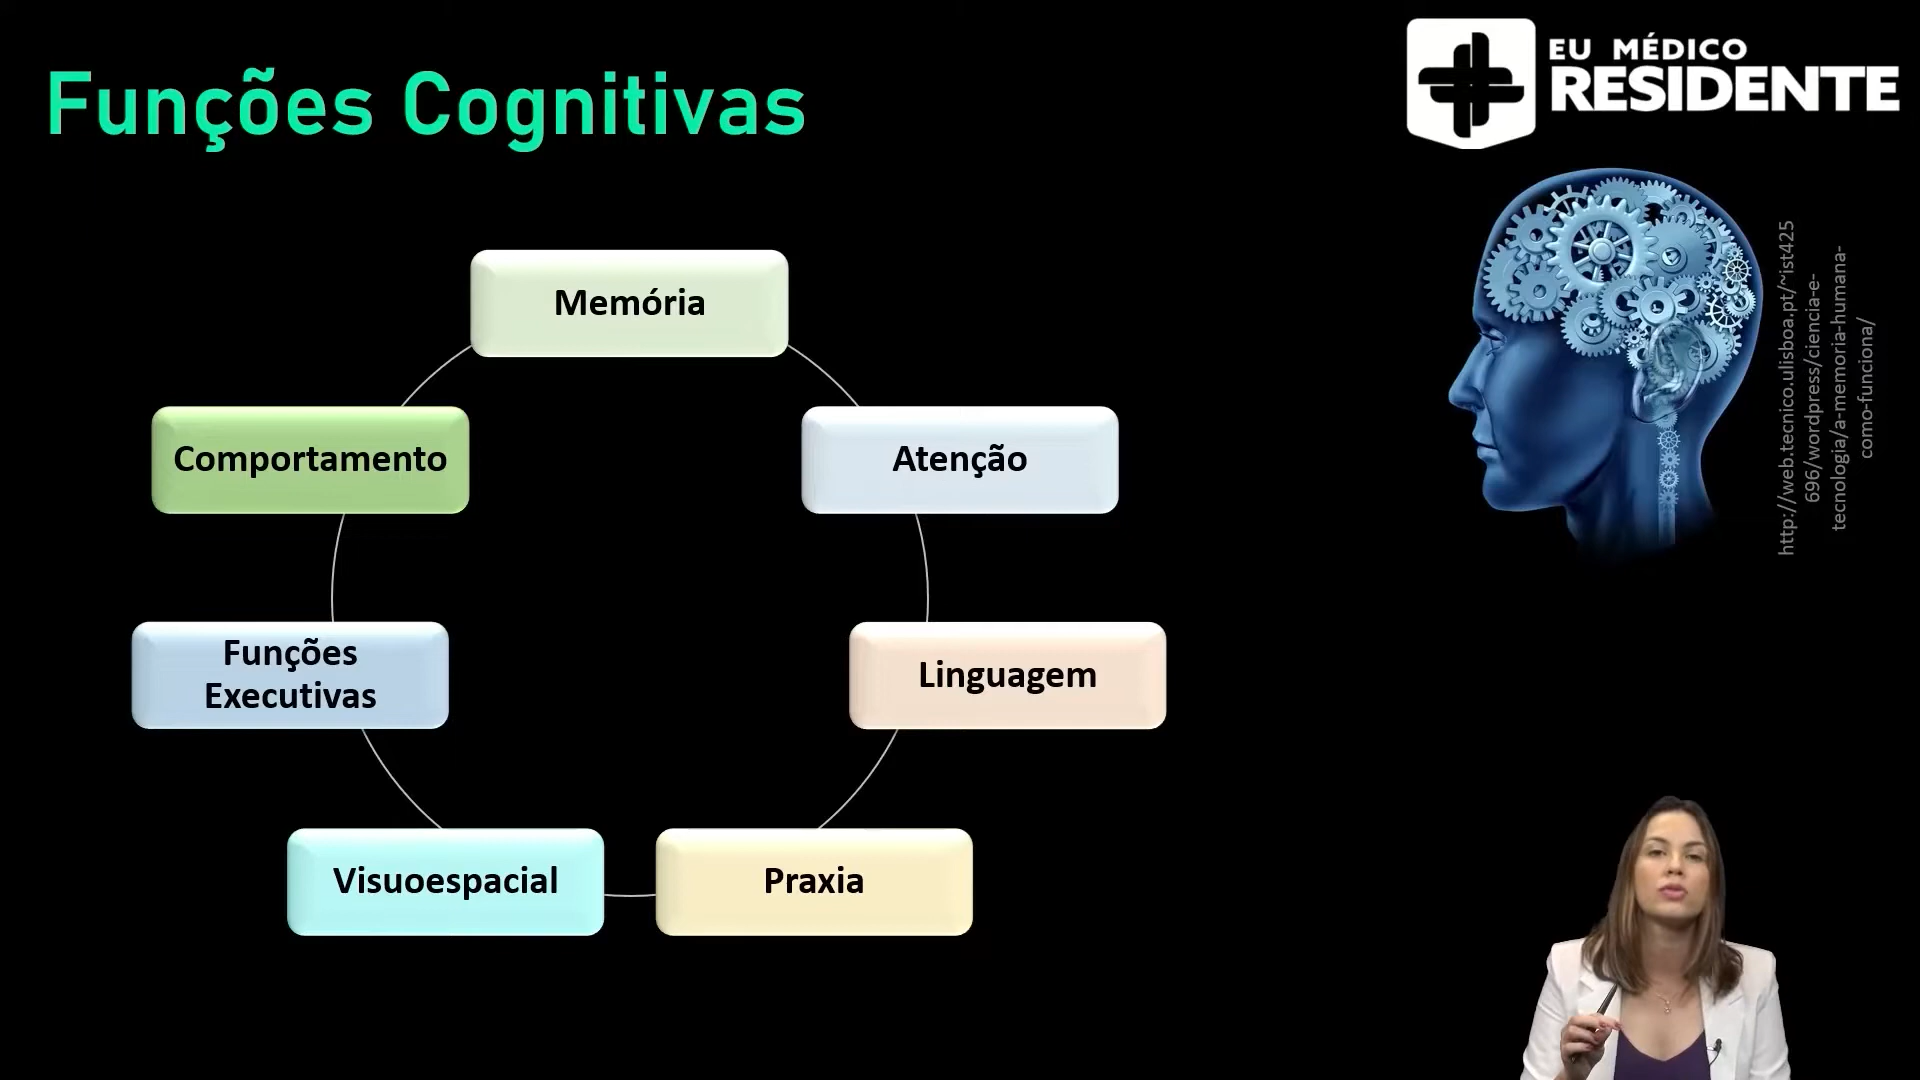 Funções Cognitivas
EU MÉDICO
RESIDENTE
Memória
Comportamento
Atenção
Funções
Executivas
Linguagem
Visuoespacial
Praxia
http://web.tecnico.ulisboa.pt/~ist425
696/wordpress/ciencia-e-
tecnologia/a-memoria-humana-
como-funciona/